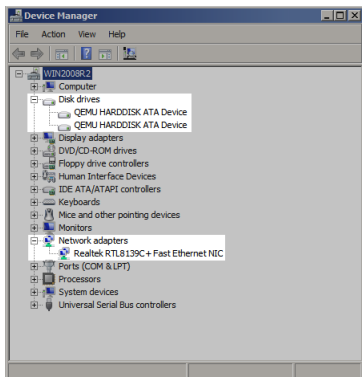 Device Manager
File Action View Help
WIN2008R2
Computer
Disk drives
QEMU HARDDISK ATA Device
QEMU HARDDISK ATA Device
Display adapters
DVD/CD-ROM drives
Floppy drive controllers
Human Interface Devices
IDE ATA/ATAPI controllers
Keyboards
Mice and other pointing devices
Monitors
Network adapters
Realtek RTL8139C+ Fast Ethernet NIC
Ports (COM & LPT)
Processors
System devices
Universal Serial Bus controllers